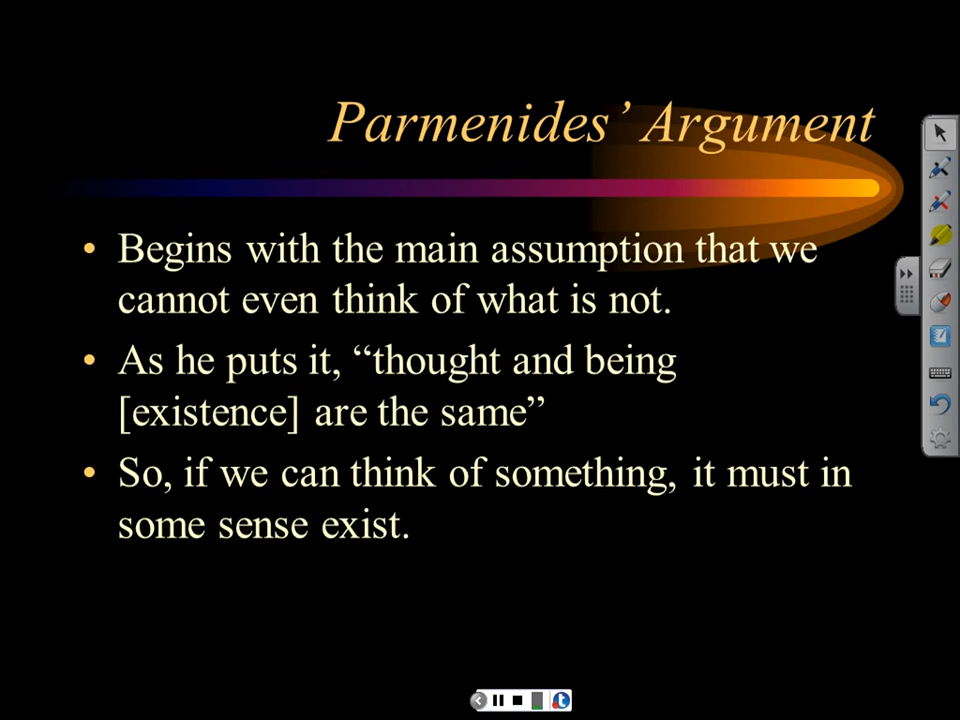 Parmenides’ Argument
• Begins with the main assumption that we
cannot even think of what is not.
• As he puts it, “thought and being
[existence] are the same”
• So, if we can think of something, it must in
some sense exist.